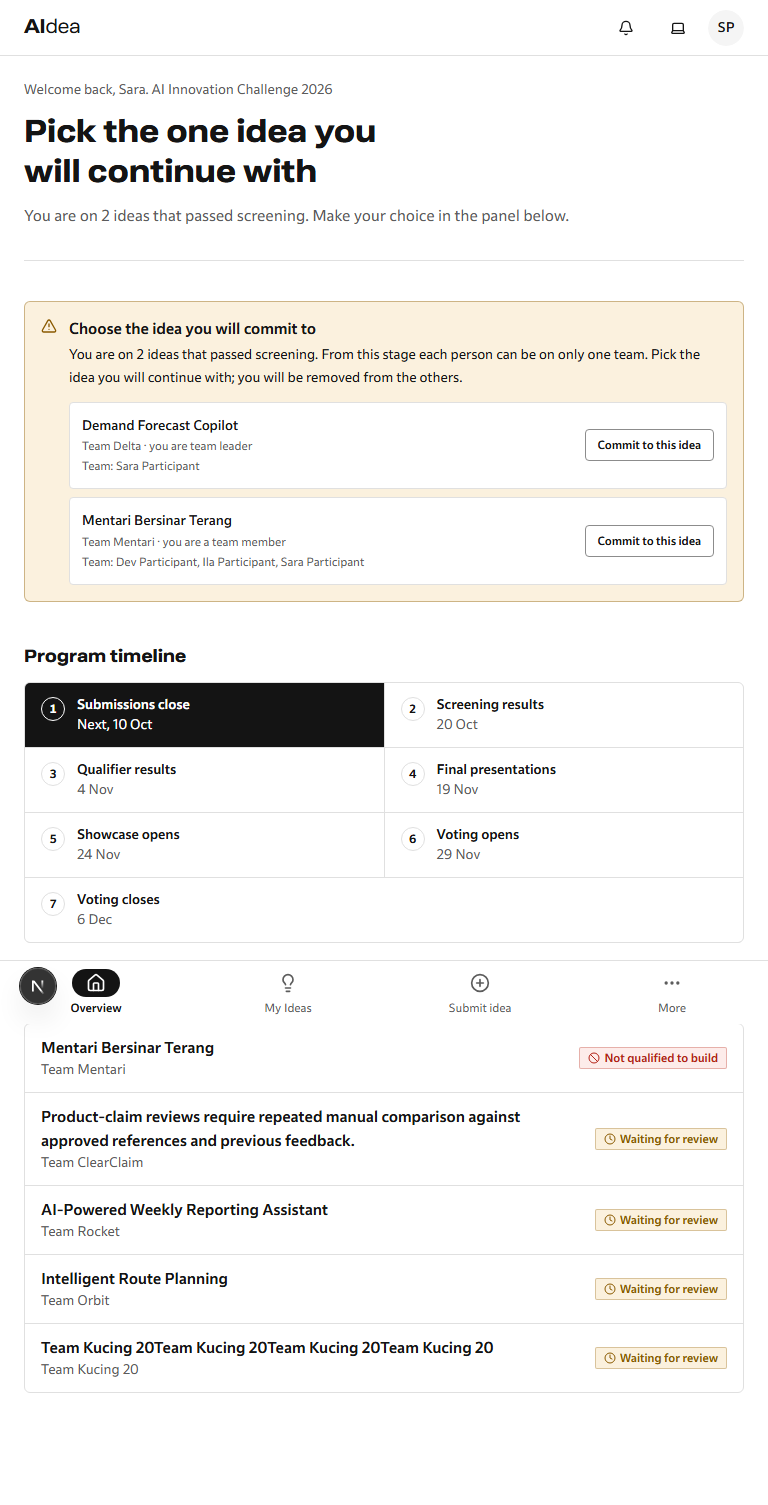 AIdea
SP
Welcome back, Sara. AI Innovation Challenge 2026
Pick the one idea you
will continue with
You are on 2 ideas that passed screening. Make your choice in the panel below.
Choose the idea you will commit to
You are on 2 ideas that passed screening. From this stage each person can be on only one team. Pick the
idea you will continue with; you will be removed from the others.
Demand Forecast Copilot
Team Delta · you are team leader
Team: Sara Participant
Commit to this idea
Mentari Bersinar Terang
Team Mentari · you are a team member
Team: Dev Participant, Ila Participant, Sara Participant
Commit to this idea
Program timeline
1
Submissions close
Next, 10 Oct
2
Screening results
20 Oct
3
Qualifier results
4 Nov
4
Final presentations
19 Nov
5
Showcase opens
24 Nov
6
Voting opens
29 Nov
7
Voting closes
6 Dec
N
Overview
My Ideas
Submit idea
More
Mentari Bersinar Terang
Team Mentari
Not qualified to build
Product-claim reviews require repeated manual comparison against
approved references and previous feedback.
Team ClearClaim
Waiting for review
AI-Powered Weekly Reporting Assistant
Team Rocket
Waiting for review
Intelligent Route Planning
Team Orbit
Waiting for review
Team Kucing 20Team Kucing 20Team Kucing 20Team Kucing 20
Team Kucing 20
Waiting for review